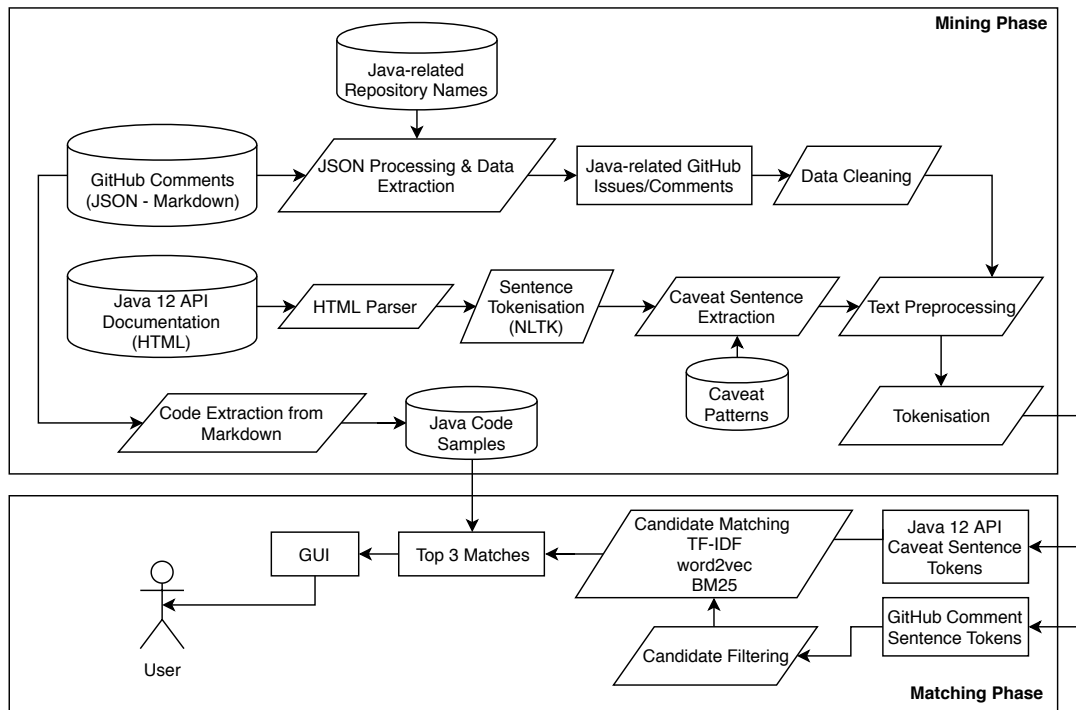 Mining Phase
Java-related
Repository Names
GitHub Comments
(JSON - Markdown)
JSON Processing & Data
Extraction
Java-related GitHub
Issues/Comments
Data Cleaning
Java 12 API
Documentation
(HTML)
HTML Parser
Sentence
Tokenisation
(NLTK)
Caveat Sentence
Extraction
Text Preprocessing
Caveat
Patterns
Code Extraction from
Markdown
Java Code
Samples
Tokenisation
GUI
Top 3 Matches
Candidate Matching
TF-IDF
word2vec
BM25
Java 12 API
Caveat Sentence
Tokens
GitHub Comment
Sentence Tokens
Candidate Filtering
User
Matching Phase